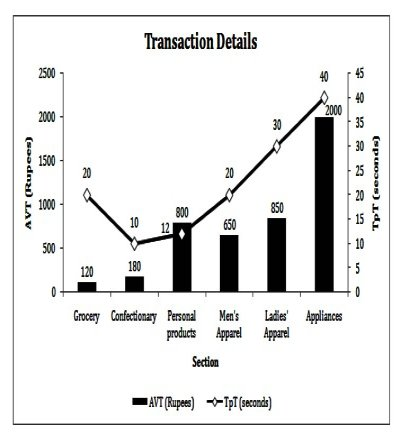 Transaction Details
2500
2000
1500
1000
500
0
AVT (Rupees)
45
40
35
30
25
20
15
10
5
0
TpT (seconds)
20
10
12
20
30
40
120
180
800
650
850
2000
Grocery
Confectionary
Personal
products
Men's
Apparel
Ladies'
Apparel
Appliances
Section
AVT (Rupees)
TpT (seconds)